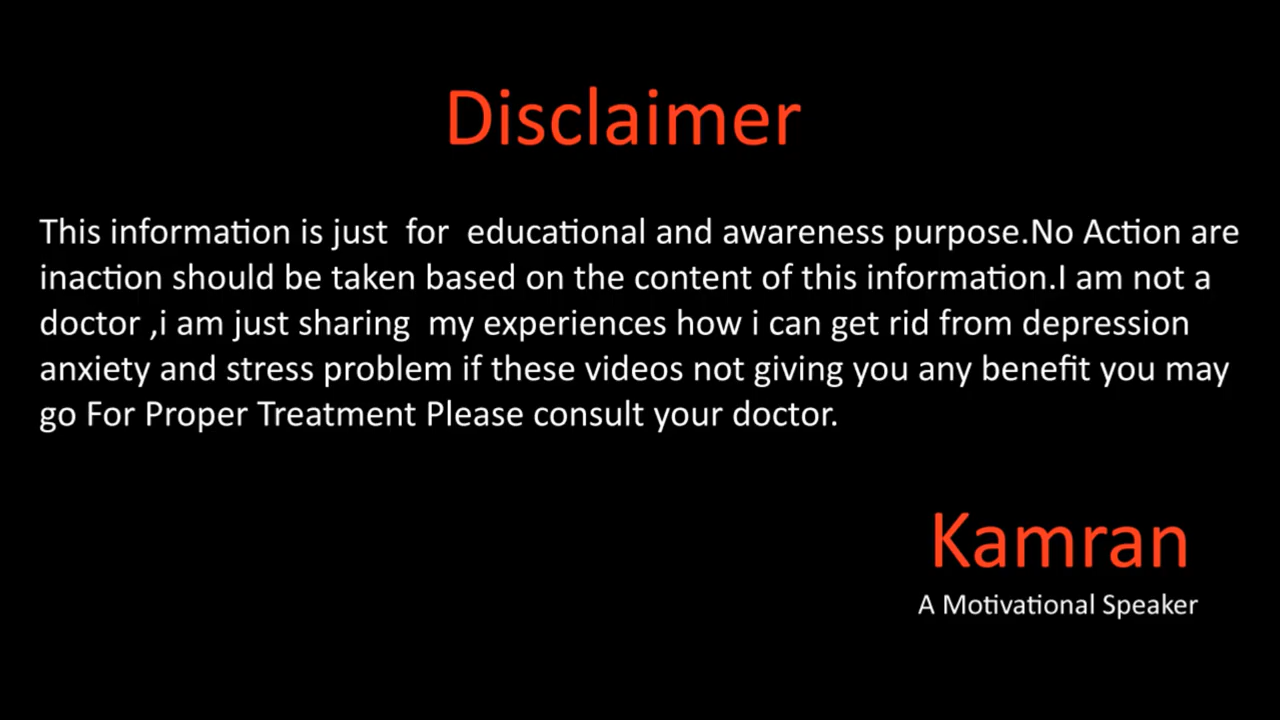 Disclaimer
This information is just  for  educational and awareness purpose.No Action are
inaction should be taken based on the content of this information.I am not a
doctor ,i am just sharing  my experiences how i can get rid from depression
anxiety and stress problem if these videos not giving you any benefit you may
go For Proper Treatment Please consult your doctor.
Kamran
A Motivational Speaker